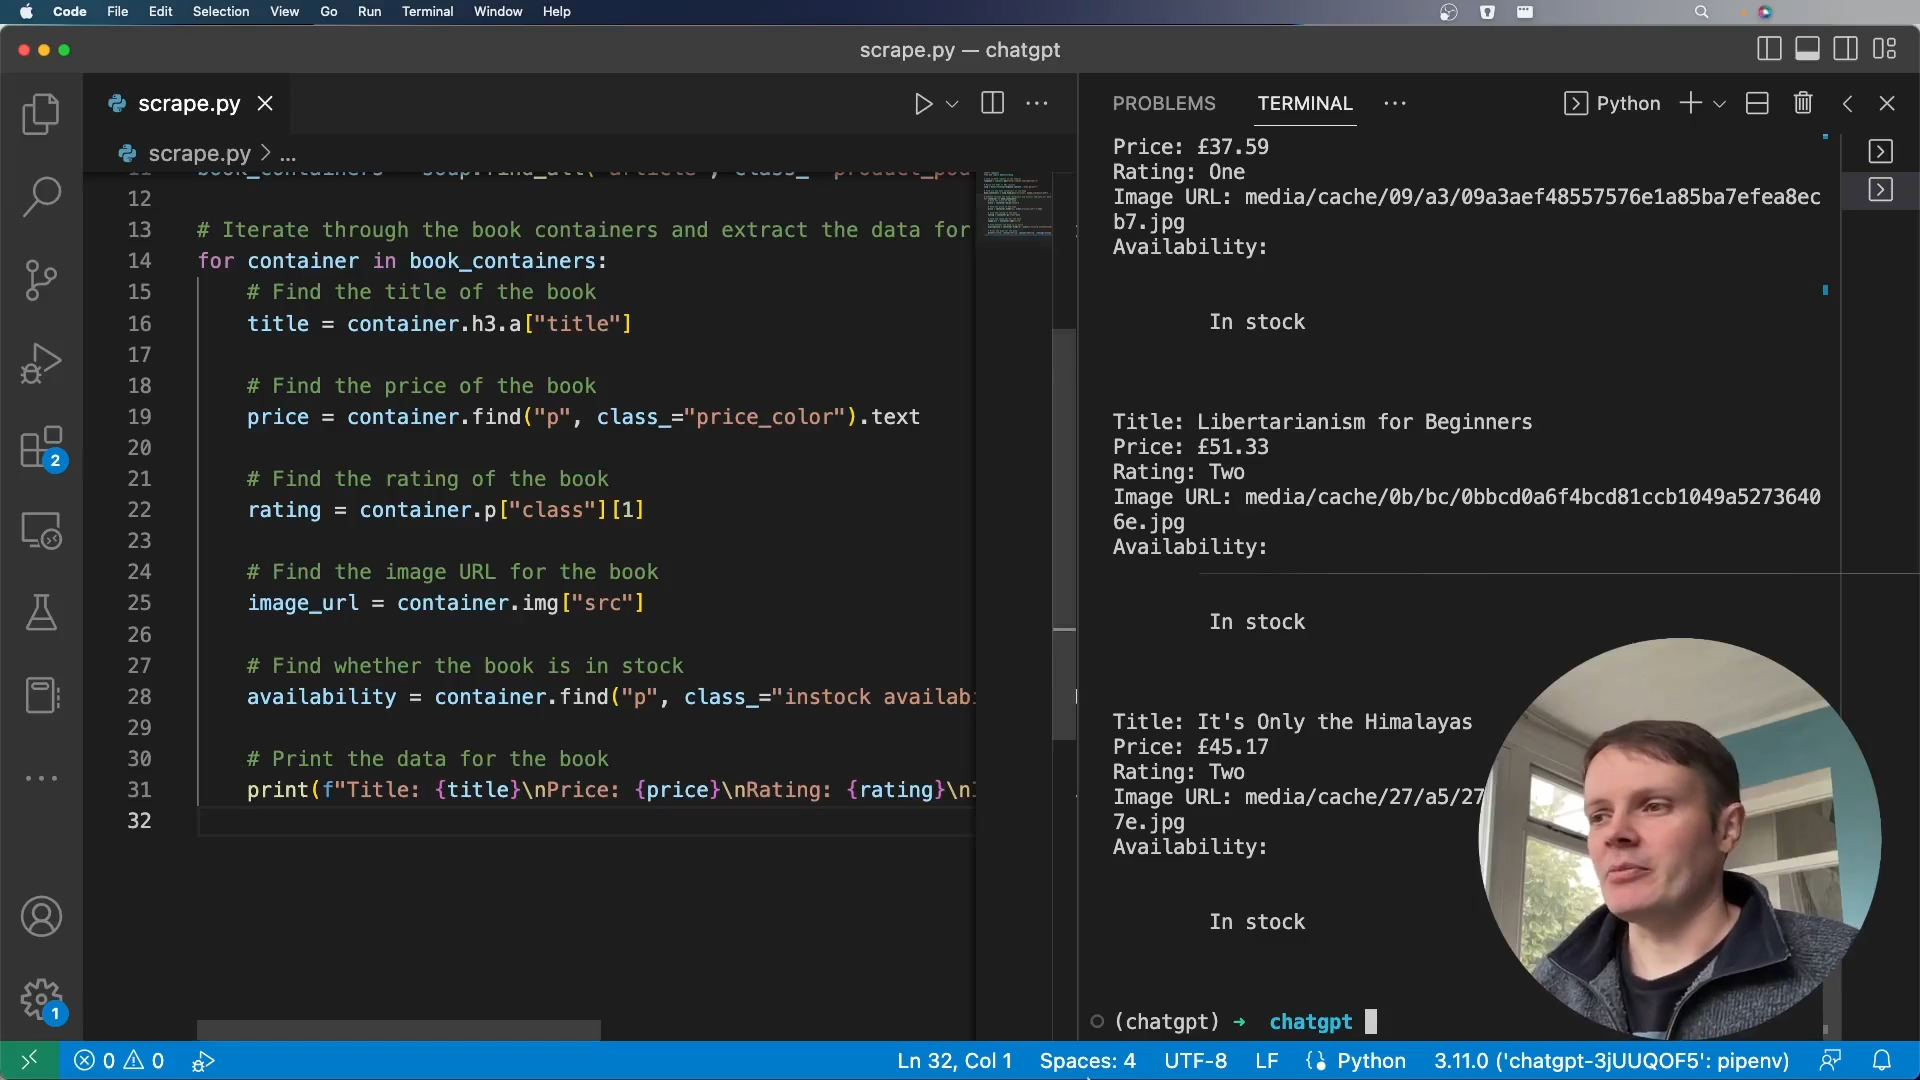 Code File Edit Selection View Go Run Terminal Window Help
scrape.py — chatgpt
scrape.py
scrape.py > ...
12
13 # Iterate through the book containers and extract the data for
14 for container in book_containers:
15 # Find the title of the book
16 title = container.h3.a["title"]
17
18 # Find the price of the book
19 price = container.find("p", class_="price_color").text
20
21 # Find the rating of the book
22 rating = container.p["class"][1]
23
24 # Find the image URL for the book
25 image_url = container.img["src"]
26
27 # Find whether the book is in stock
28 availability = container.find("p", class_="instock availab
29
30 # Print the data for the book
31 print(f"Title: {title}\nPrice: {price}\nRating: {rating}\n
32
2
1
PROBLEMS TERMINAL ··· Python
Price: £37.59
Rating: One
Image URL: media/cache/09/a3/09a3aef48557576e1a85ba7efea8ec
b7.jpg
Availability:
In stock
Title: Libertarianism for Beginners
Price: £51.33
Rating: Two
Image URL: media/cache/0b/bc/0bbcd0a6f4bcd81ccb1049a5273640
6e.jpg
Availability:
In stock
Title: It's Only the Himalayas
Price: £45.17
Rating: Two
Image URL: media/cache/27/a5/27
7e.jpg
Availability:
In stock
(chatgpt) → chatgpt
0 0 Ln 32, Col 1 Spaces: 4 UTF-8 LF Python 3.11.0 ('chatgpt-3jUUQOF5': pipenv)